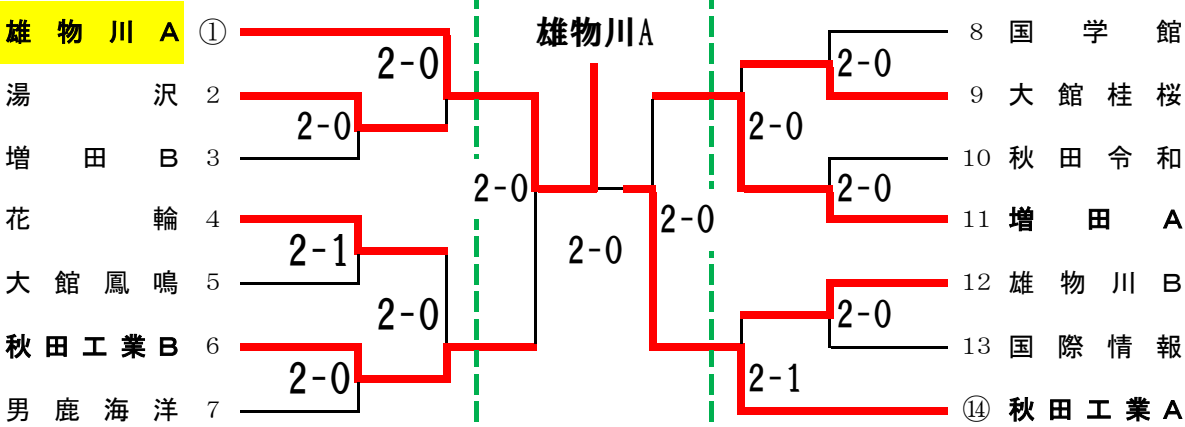 雄物川A ① 2-0 雄物川A 8 国学館
湯沢 2 2-0 2-0 9 大館桂桜
増田B 3 2-0 10 秋田令和
花輪 4 2-0 2-0 11 増田A
2-1 2-0 2-0
大館鳳鳴 5 12 雄物川B
秋田工業B 6 2-0 2-0 13 国際情報
2-0 2-1
男鹿海洋 7 ⑭ 秋田工業A